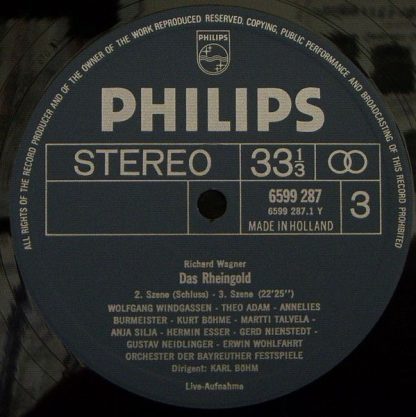 ALL RIGHTS OF THE RECORD PRODUCER AND OF THE OWNER OF THE WORK REPRODUCED RESERVED. COPYING, PUBLIC PERFORMANCE AND BROADCASTING OF THIS RECORD PROHIBITED
PHILIPS
PHILIPS
STEREO 33 1/3
6599 287
6599 287.1 Y
MADE IN HOLLAND
3
Richard Wagner
Das Rheingold
2. Szene (Schluss) - 3. Szene (22'25")
WOLFGANG WINDGASSEN - THEO ADAM - ANNELIES
BURMEISTER - KURT BÖHME - MARTTI TALVELA -
ANJA SILJA - HERMIN ESSER - GERD NIENSTEDT -
GUSTAV NEIDLINGER - ERWIN WOHLFAHRT
ORCHESTER DER BAYREUTHER FESTSPIELE
Dirigent: KARL BÖHM
Live-Aufnahme